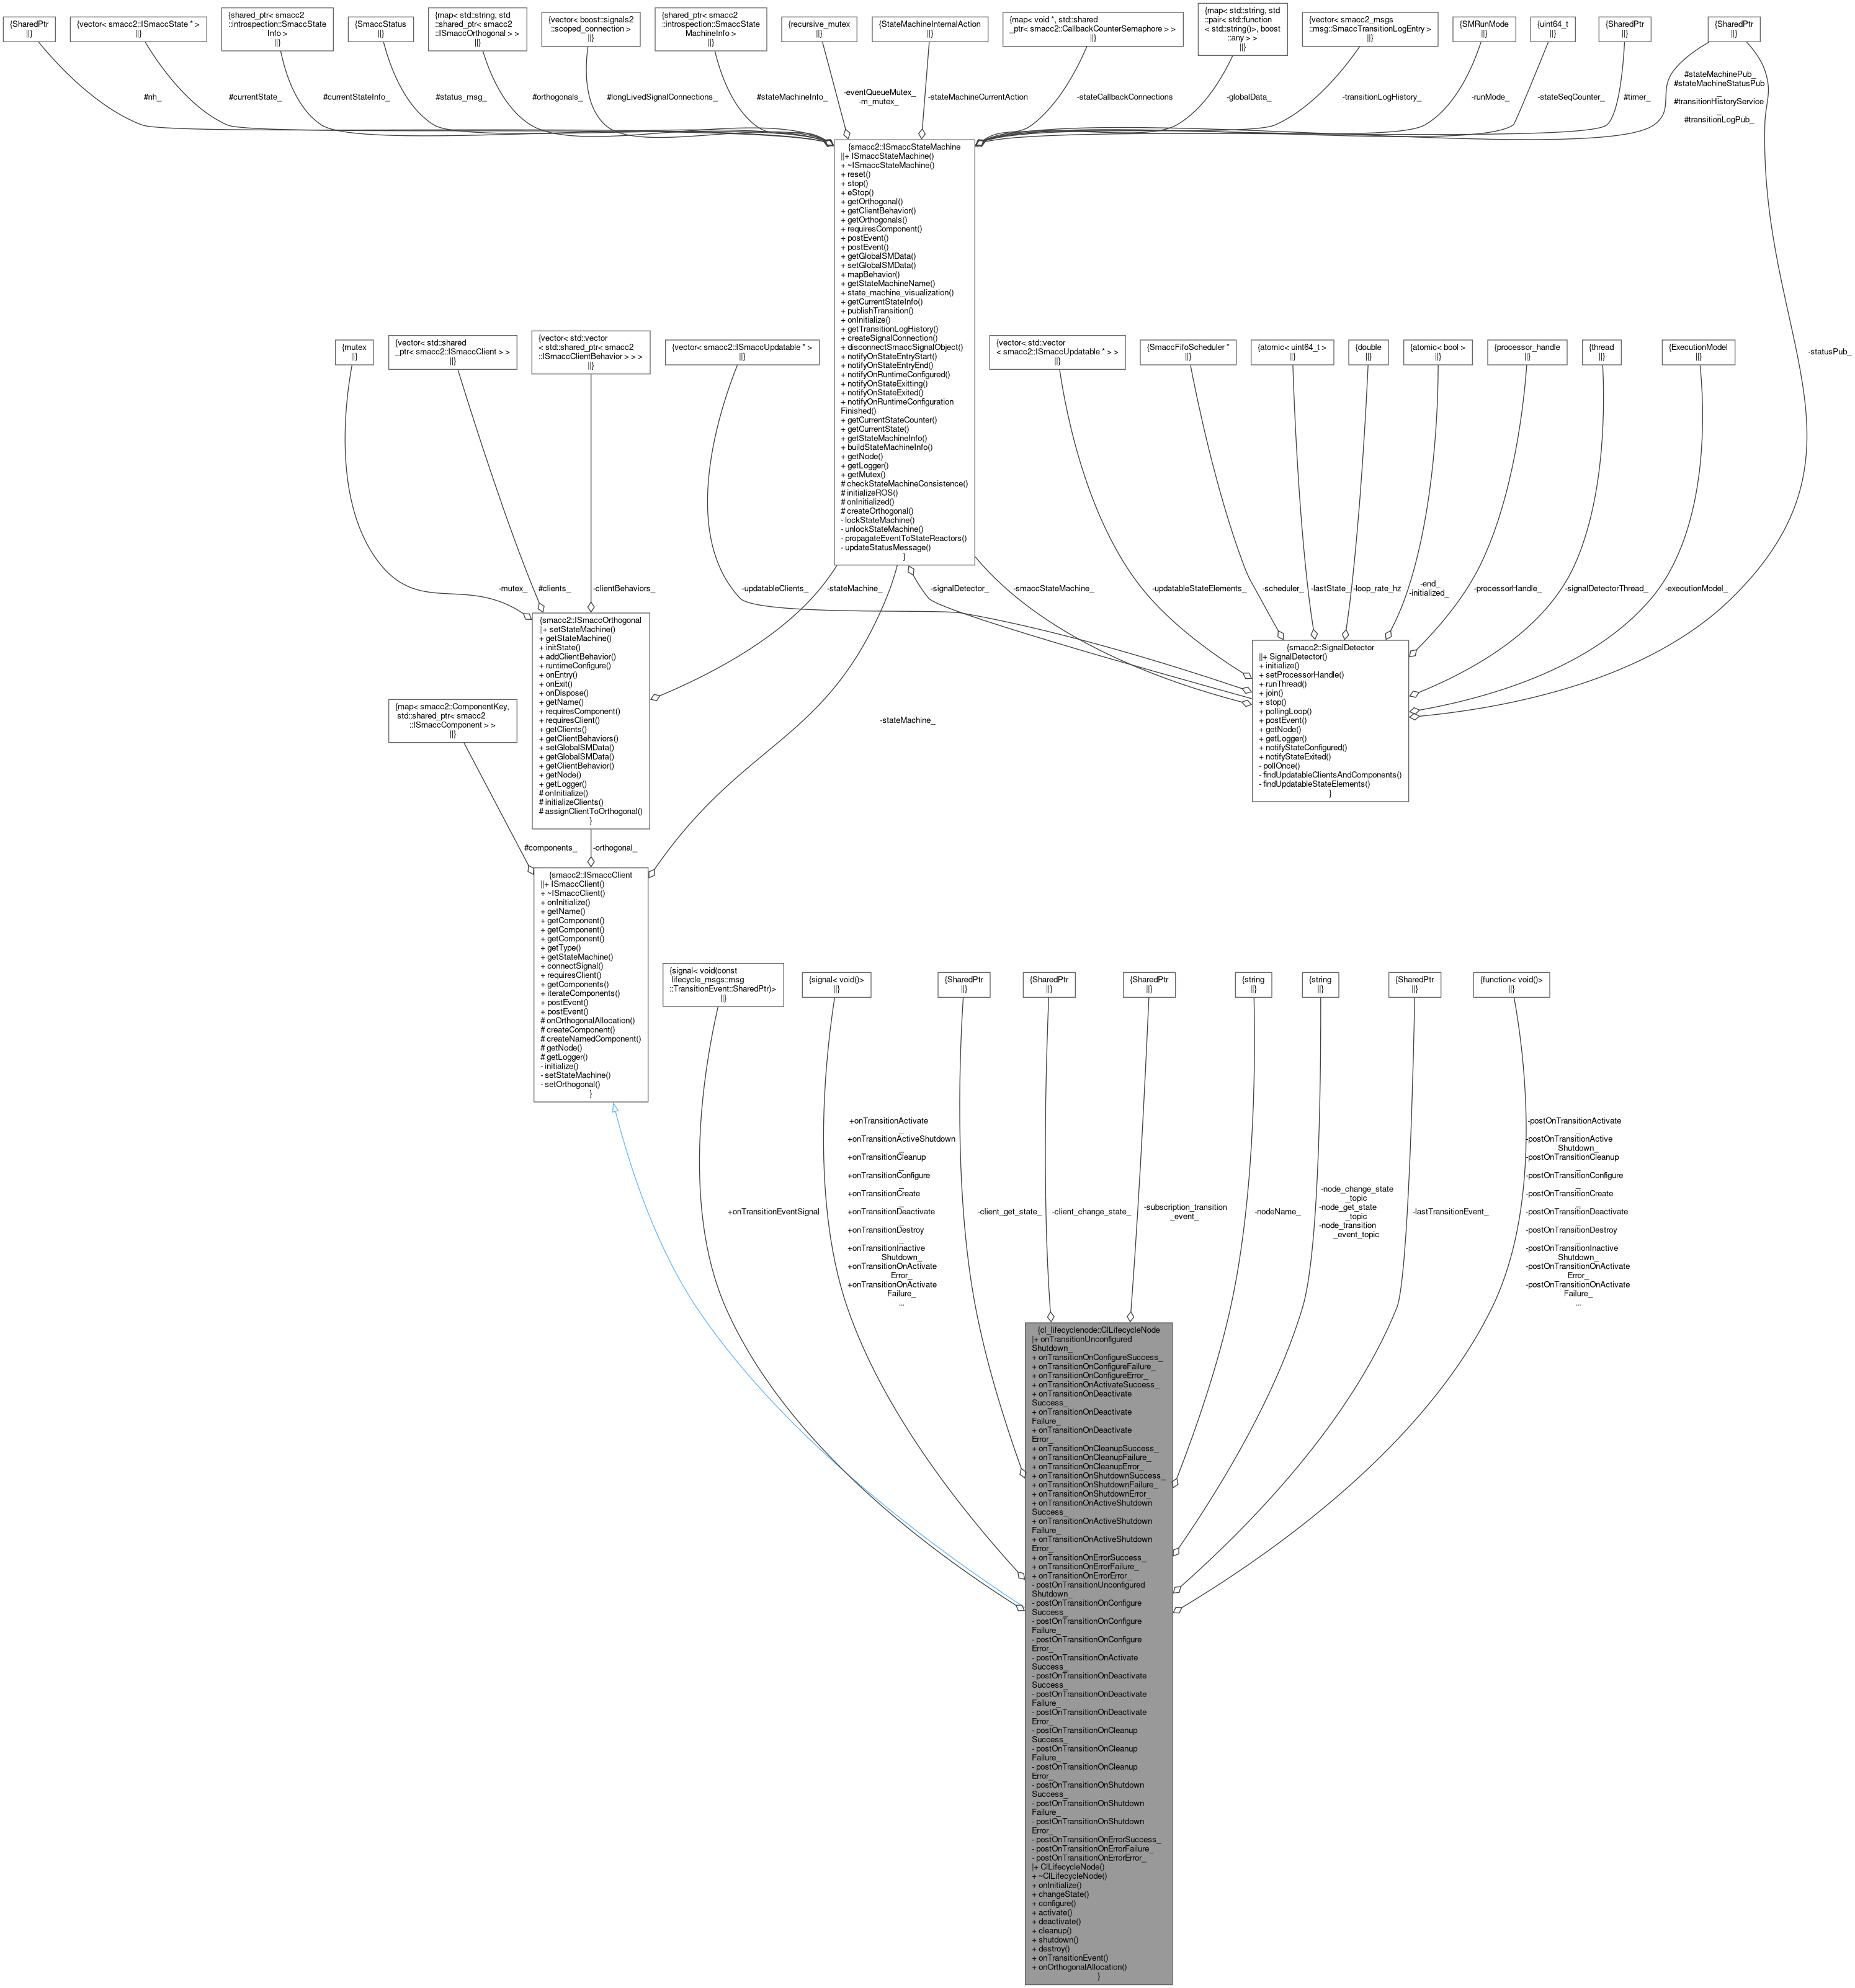 {SharedPtr
||}
{vector< smacc2::ISmaccState * >
||}
{shared_ptr< smacc2
::introspection::SmaccState
Info >
||}
{SmaccStatus
||}
{map< std::string, std
::shared_ptr< smacc2
::ISmaccOrthogonal > >
||}
{vector< boost::signals2
::scoped_connection >
||}
{shared_ptr< smacc2
::introspection::SmaccState
MachineInfo >
||}
{recursive_mutex
||}
{StateMachineInternalAction
||}
{map< void *, std::shared
_ptr< smacc2::CallbackCounterSemaphore > >
||}
{map< std::string, std
::pair< std::function
< std::string()>, boost
::any > >
||}
{vector< smacc2_msgs
::msg::SmaccTransitionLogEntry >
||}
{SMRunMode
||}
{uint64_t
||}
{SharedPtr
||}
{SharedPtr
||}
#nh_
#currentState_
#currentStateInfo_
#status_msg_
#orthogonals_
#longLivedSignalConnections_
#stateMachineInfo_
-eventQueueMutex_
-m_mutex_
-stateMachineCurrentAction
-stateCallbackConnections
-globalData_
-transitionLogHistory_
-runMode_
-stateSeqCounter_
#timer_
#stateMachinePub_
#stateMachineStatusPub
_
#transitionHistoryService
_
#transitionLogPub_
{smacc2::ISmaccStateMachine
||+ ISmaccStateMachine()
+ ~ISmaccStateMachine()
+ reset()
+ stop()
+ eStop()
+ getOrthogonal()
+ getClientBehavior()
+ getOrthogonals()
+ requiresComponent()
+ postEvent()
+ postEvent()
+ getGlobalSMData()
+ setGlobalSMData()
+ mapBehavior()
+ getStateMachineName()
+ state_machine_visualization()
+ getCurrentStateInfo()
+ publishTransition()
+ onInitialize()
+ getTransitionLogHistory()
+ createSignalConnection()
+ disconnectSmaccSignalObject()
+ notifyOnStateEntryStart()
+ notifyOnStateEntryEnd()
+ notifyOnRuntimeConfigured()
+ notifyOnStateExitting()
+ notifyOnStateExited()
+ notifyOnRuntimeConfiguration
Finished()
+ getCurrentStateCounter()
+ getCurrentState()
+ getStateMachineInfo()
+ buildStateMachineInfo()
+ getNode()
+ getLogger()
+ getMutex()
# checkStateMachineConsistence()
# initializeROS()
# onInitialized()
# createOrthogonal()
- lockStateMachine()
- unlockStateMachine()
- propagateEventToStateReactors()
- updateStatusMessage()
}
{mutex
||}
{vector< std::shared
_ptr< smacc2::ISmaccClient > >
||}
{vector< std::vector
< std::shared_ptr< smacc2
::ISmaccClientBehavior > > >
||}
{vector< smacc2::ISmaccUpdatable * >
||}
{vector< std::vector
< smacc2::ISmaccUpdatable * > >
||}
{SmaccFifoScheduler *
||}
{atomic< uint64_t >
||}
{double
||}
{atomic< bool >
||}
{processor_handle
||}
{thread
||}
{ExecutionModel
||}
-statusPub_
-mutex_
#clients_
-clientBehaviors_
-updatableClients_
-stateMachine_
-signalDetector_
-smaccStateMachine_
-updatableStateElements_
-scheduler_
-lastState_
-loop_rate_hz
-end_
-initialized_
-processorHandle_
-signalDetectorThread_
-executionModel_
{smacc2::ISmaccOrthogonal
||+ setStateMachine()
+ getStateMachine()
+ initState()
+ addClientBehavior()
+ runtimeConfigure()
+ onEntry()
+ onExit()
+ onDispose()
+ getName()
+ requiresComponent()
+ requiresClient()
+ getClients()
+ getClientBehaviors()
+ setGlobalSMData()
+ getGlobalSMData()
+ getClientBehavior()
+ getNode()
+ getLogger()
# onInitialize()
# initializeClients()
# assignClientToOrthogonal()
}
{smacc2::SignalDetector
||+ SignalDetector()
+ initialize()
+ setProcessorHandle()
+ runThread()
+ join()
+ stop()
+ pollingLoop()
+ postEvent()
+ getNode()
+ getLogger()
+ notifyStateConfigured()
+ notifyStateExited()
- pollOnce()
- findUpdatableClientsAndComponents()
- findUpdatableStateElements()
}
{map< smacc2::ComponentKey,
std::shared_ptr< smacc2
::ISmaccComponent > >
||}
-stateMachine_
#components_
-orthogonal_
{smacc2::ISmaccClient
||+ ISmaccClient()
+ ~ISmaccClient()
+ onInitialize()
+ getName()
+ getComponent()
+ getComponent()
+ getComponent()
+ getType()
+ getStateMachine()
+ connectSignal()
+ requiresClient()
+ getComponents()
+ iterateComponents()
+ postEvent()
+ postEvent()
# onOrthogonalAllocation()
# createComponent()
# createNamedComponent()
# getNode()
# getLogger()
- initialize()
- setStateMachine()
- setOrthogonal()
}
{signal< void(const
lifecycle_msgs::msg
::TransitionEvent::SharedPtr)>
||}
{signal< void()>
||}
{SharedPtr
||}
{SharedPtr
||}
{SharedPtr
||}
{string
||}
{string
||}
{SharedPtr
||}
{function< void()>
||}
+onTransitionEventSignal
+onTransitionActivate
_
+onTransitionActiveShutdown
_
+onTransitionCleanup
_
+onTransitionConfigure
_
+onTransitionCreate
_
+onTransitionDeactivate
_
+onTransitionDestroy
_
+onTransitionInactive
Shutdown_
+onTransitionOnActivate
Error_
+onTransitionOnActivate
Failure_
...
-client_get_state_
-client_change_state_
-subscription_transition
_event_
-nodeName_
-node_change_state
_topic
-node_get_state
_topic
-node_transition
_event_topic
-lastTransitionEvent_
-postOnTransitionActivate
_
-postOnTransitionActive
Shutdown_
-postOnTransitionCleanup
_
-postOnTransitionConfigure
_
-postOnTransitionCreate
_
-postOnTransitionDeactivate
_
-postOnTransitionDestroy
_
-postOnTransitionInactive
Shutdown_
-postOnTransitionOnActivate
Error_
-postOnTransitionOnActivate
Failure_
...
{cl_lifecyclenode::ClLifecycleNode
|+ onTransitionUnconfigured
Shutdown_
+ onTransitionOnConfigureSuccess_
+ onTransitionOnConfigureFailure_
+ onTransitionOnConfigureError_
+ onTransitionOnActivateSuccess_
+ onTransitionOnDeactivate
Success_
+ onTransitionOnDeactivate
Failure_
+ onTransitionOnDeactivate
Error_
+ onTransitionOnCleanupSuccess_
+ onTransitionOnCleanupFailure_
+ onTransitionOnCleanupError_
+ onTransitionOnShutdownSuccess_
+ onTransitionOnShutdownFailure_
+ onTransitionOnShutdownError_
+ onTransitionOnActiveShutdown
Success_
+ onTransitionOnActiveShutdown
Failure_
+ onTransitionOnActiveShutdown
Error_
+ onTransitionOnErrorSuccess_
+ onTransitionOnErrorFailure_
+ onTransitionOnErrorError_
- postOnTransitionUnconfigured
Shutdown_
- postOnTransitionOnConfigure
Success_
- postOnTransitionOnConfigure
Failure_
- postOnTransitionOnConfigure
Error_
- postOnTransitionOnActivate
Success_
- postOnTransitionOnDeactivate
Success_
- postOnTransitionOnDeactivate
Failure_
- postOnTransitionOnDeactivate
Error_
- postOnTransitionOnCleanup
Success_
- postOnTransitionOnCleanup
Failure_
- postOnTransitionOnCleanup
Error_
- postOnTransitionOnShutdown
Success_
- postOnTransitionOnShutdown
Failure_
- postOnTransitionOnShutdown
Error_
- postOnTransitionOnErrorSuccess_
- postOnTransitionOnErrorFailure_
- postOnTransitionOnErrorError_
|+ ClLifecycleNode()
+ ~ClLifecycleNode()
+ onInitialize()
+ changeState()
+ configure()
+ activate()
+ deactivate()
+ cleanup()
+ shutdown()
+ destroy()
+ onTransitionEvent()
+ onOrthogonalAllocation()
}